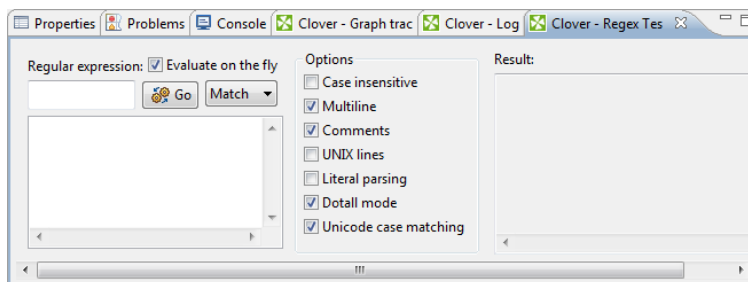 Properties Problems Console Clover - Graph trac Clover - Log Clover - Regex Tes
Regular expression: Evaluate on the fly
Go Match
Options
Case insensitive
Multiline
Comments
UNIX lines
Literal parsing
Dotall mode
Unicode case matching
Result: